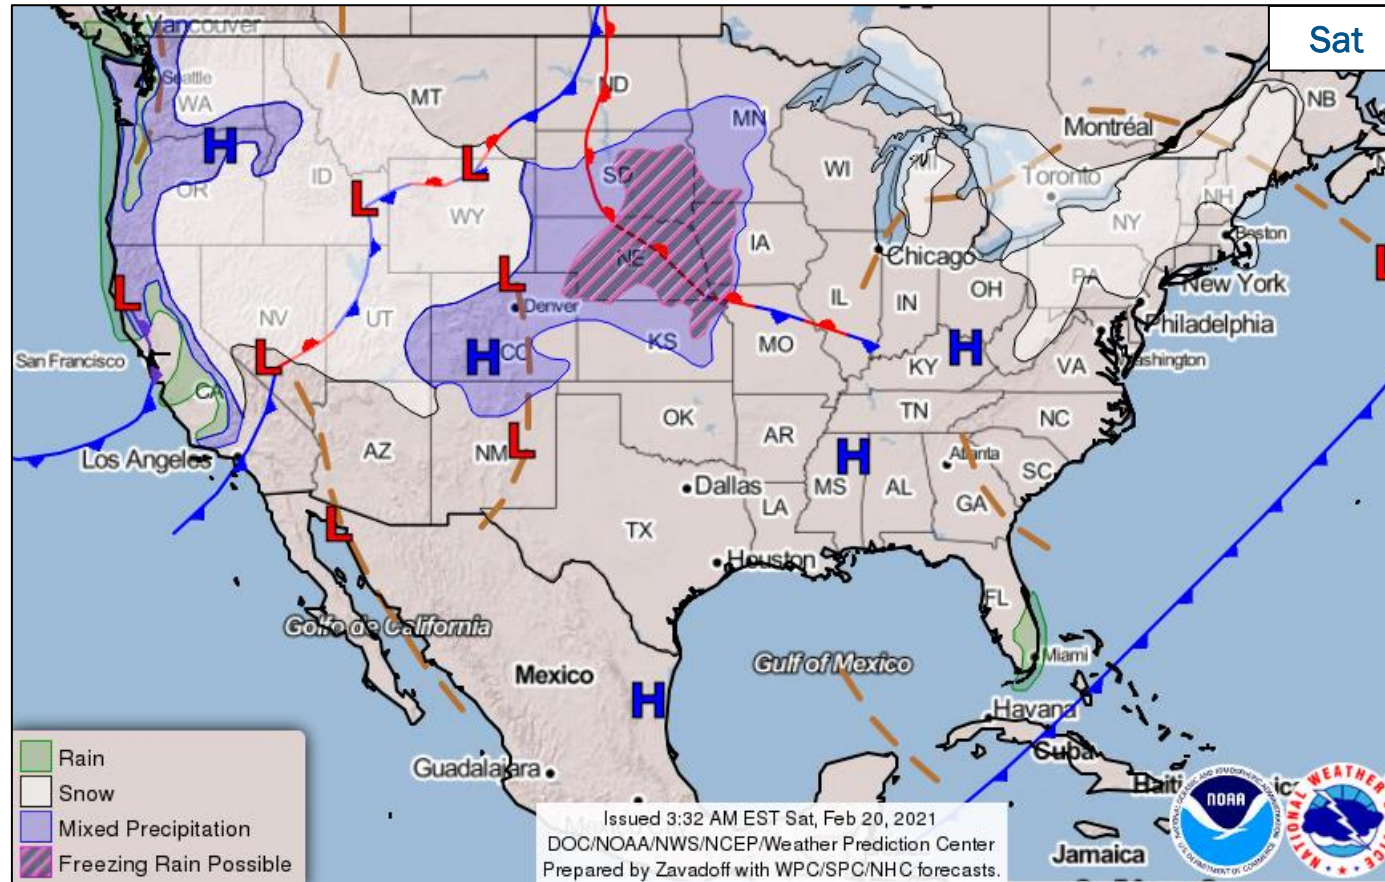 Sat
Vancouver
Seattle
WA
MT
ND
MN
NB
Montréal
OR
ID
SD
WI
MI
Toronto
NH
H
L
L
WY
NY
Boston
IA
Chicago
L
NE
PA
New York
L
NV
UT
Denver
IL
IN
OH
Philadelphia
San Francisco
L
H
CO
KS
MO
KY
H
VA
Washington
CA
OK
TN
NC
Los Angeles
AZ
NM
L
AR
H
Atlanta
SC
Dallas
LA
MS
AL
GA
L
TX
Houston
FL
Golfo de California
Gulf of Mexico
Miami
Mexico
H
Havana
Cuba
Guadalajara
Haiti
Jamaica
Rain
Snow
Mixed Precipitation
Freezing Rain Possible
Issued 3:32 AM EST Sat, Feb 20, 2021
DOC/NOAA/NWS/NCEP/Weather Prediction Center
Prepared by Zavadoff with WPC/SPC/NHC forecasts.
NOAA